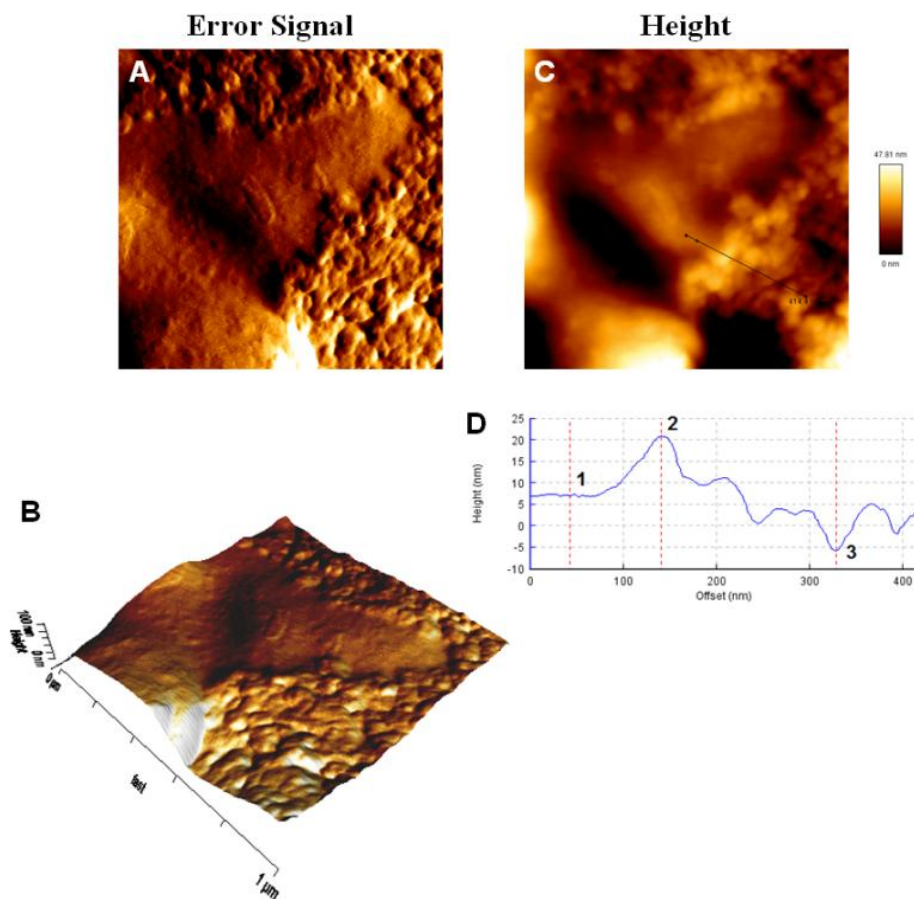 Error Signal
Height
A
C
47.81 nm
0 nm
D
25
20
15
10
5
0
-5
-10
Height (nm)
1
2
3
0
100
200
300
400
Offset (nm)
B
100 nm
0 nm
Height
0 µm
fast
1 µm